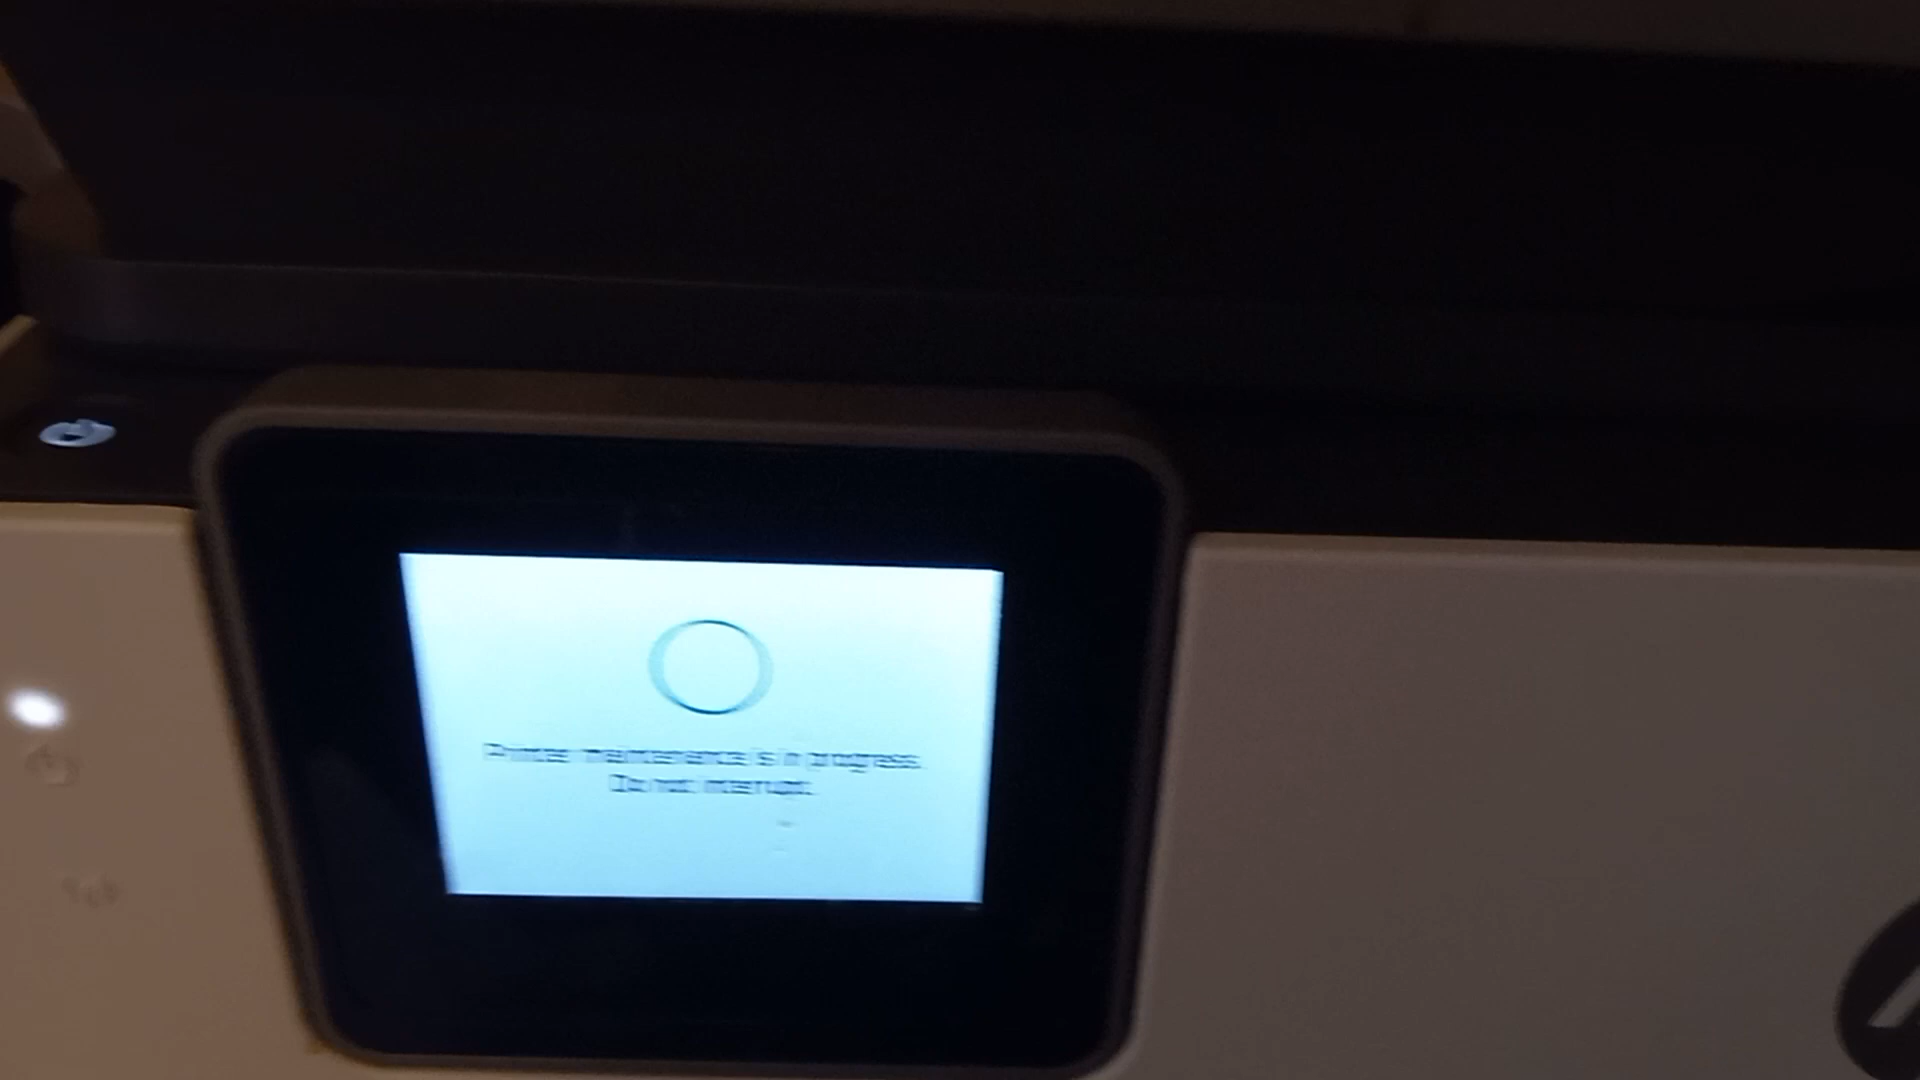 Printer maintenance is in progress.
Do not interrupt.